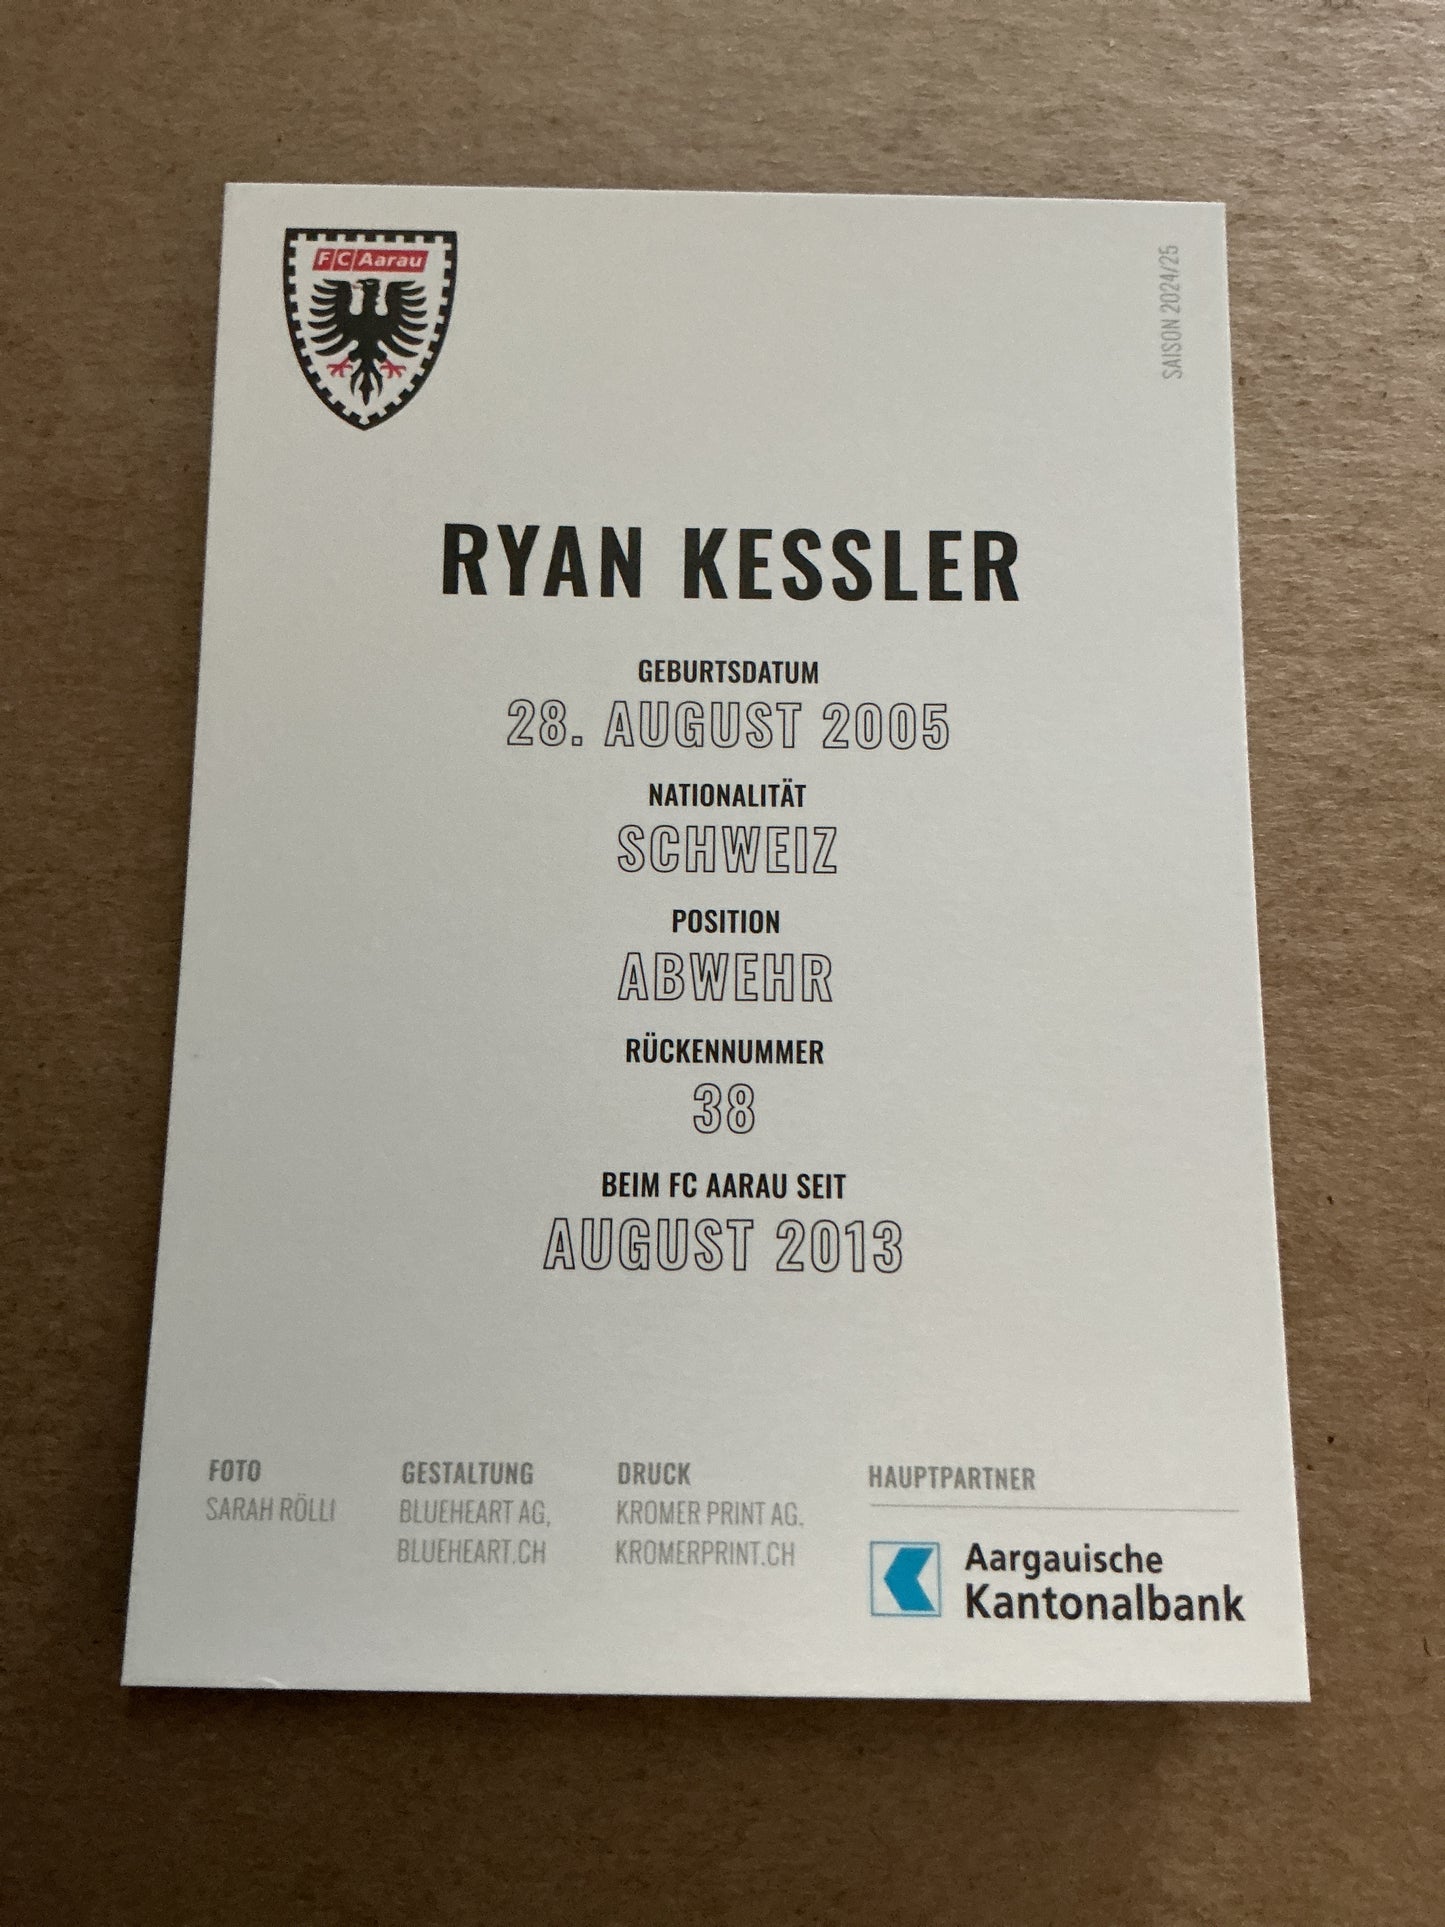 FC Aarau
SAISON 2024/25
RYAN KESSLER
GEBURTSDATUM
28. AUGUST 2005
NATIONALITÄT
SCHWEIZ
POSITION
ABWEHR
RÜCKENNUMMER
38
BEIM FC AARAU SEIT
AUGUST 2013
FOTO
SARAH RÖLLI
GESTALTUNG
BLUEHEART AG,
BLUEHEART.CH
DRUCK
KROMER PRINT AG,
KROMERPRINT.CH
HAUPTPARTNER
Aargauische
Kantonalbank